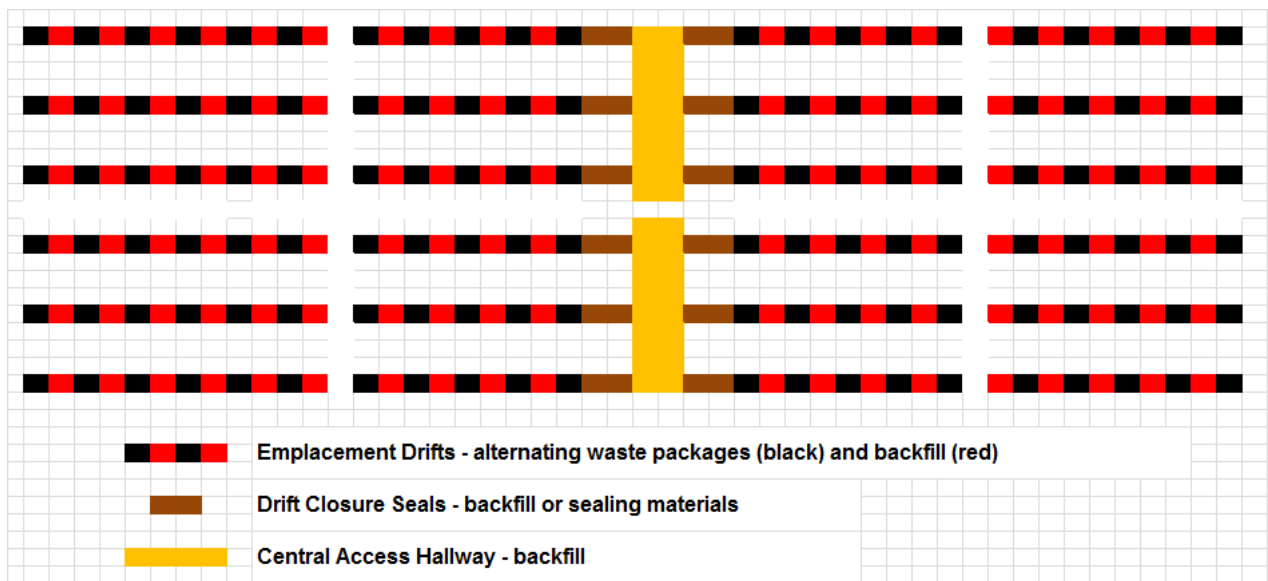 Emplacement Drifts - alternating waste packages (black) and backfill (red)
Drift Closure Seals - backfill or sealing materials
Central Access Hallway - backfill